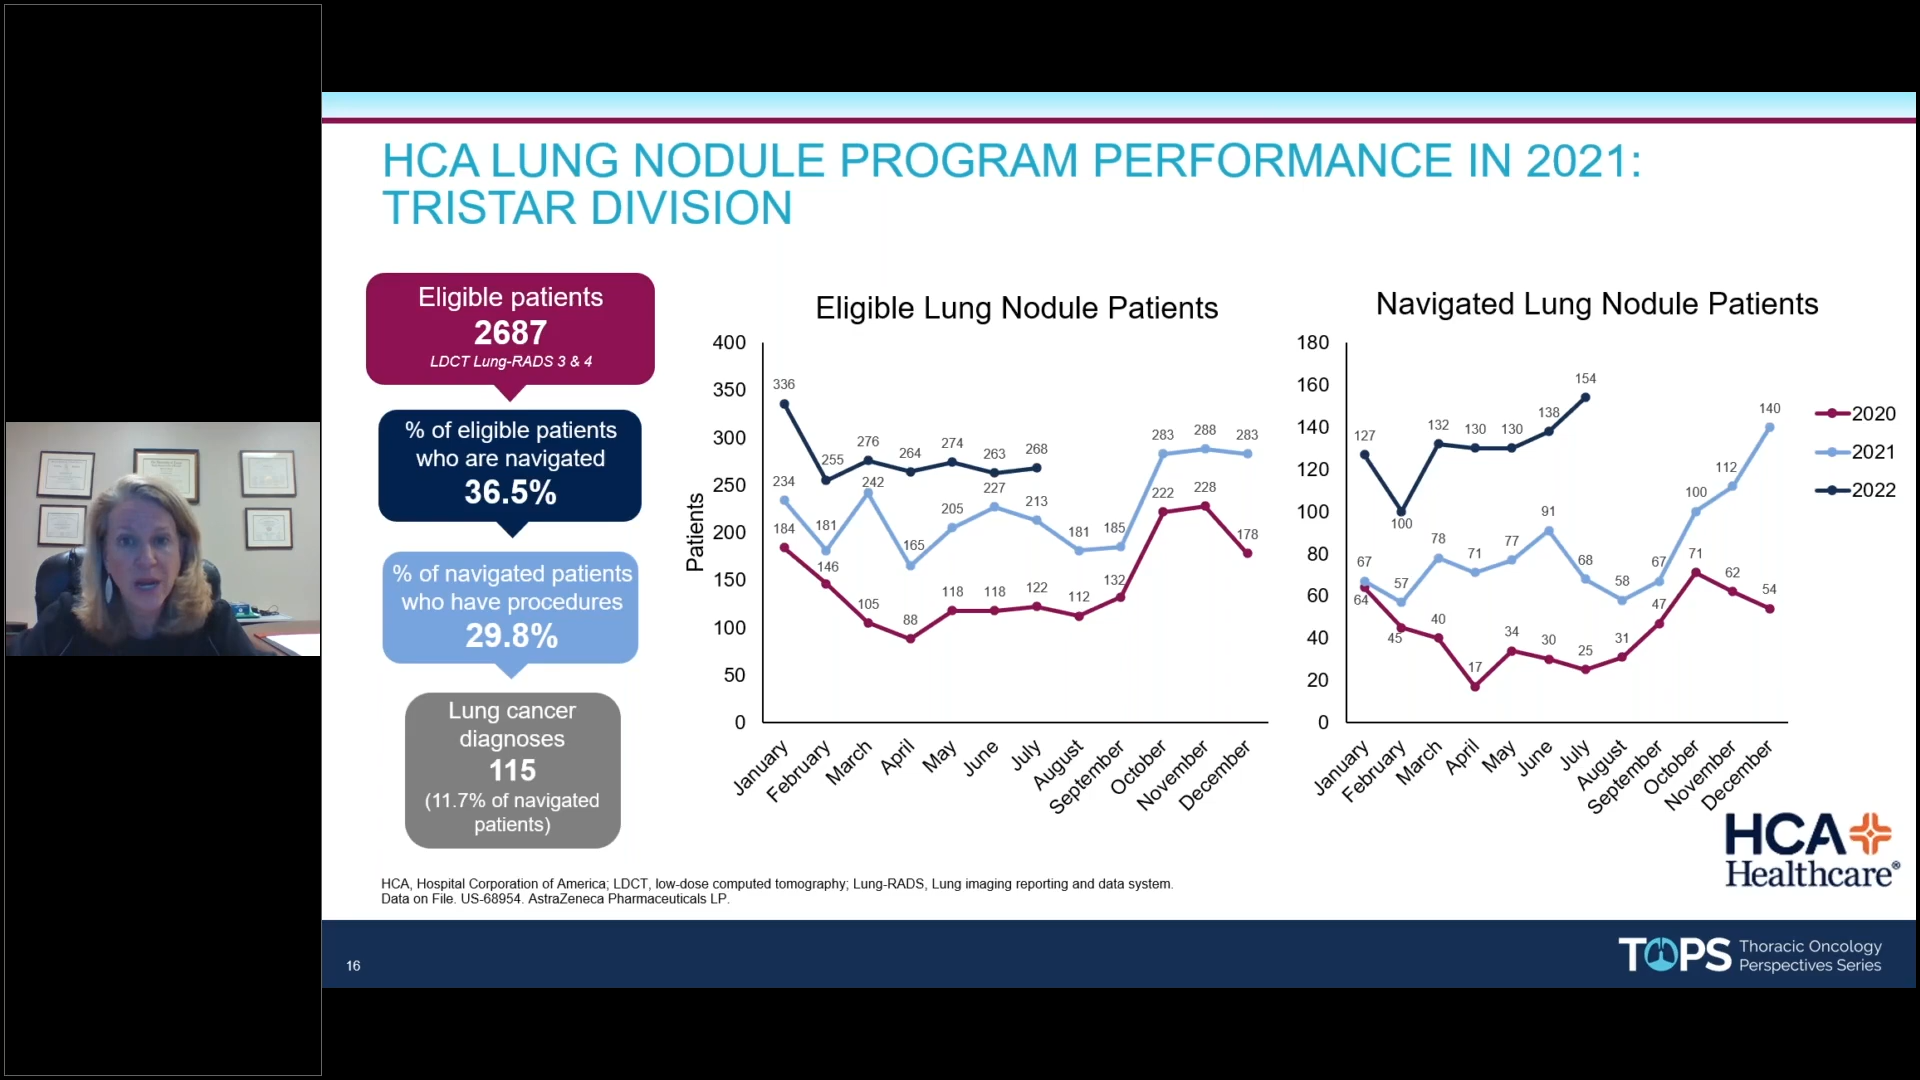 HCA LUNG NODULE PROGRAM PERFORMANCE IN 2021:
TRISTAR DIVISION
Eligible patients
2687
LDCT Lung-RADS 3 & 4
% of eligible patients
who are navigated
36.5%
% of navigated patients
who have procedures
29.8%
Lung cancer
diagnoses
115
(11.7% of navigated
patients)
Eligible Lung Nodule Patients
Patients
400
350
300
250
200
150
100
50
0
336 255 276 264 274 263 268
234 181 242 165 205 227 213 181 185 283 288 283
184 146 105 88 118 118 122 112 132 222 228 178
January February March April May June July August September October November December
Navigated Lung Nodule Patients
180
160
140
120
100
80
60
40
20
0
127 100 132 130 130 138 154
67 57 78 71 77 91 68 58 67 100 112 140
64 45 40 17 34 30 25 31 47 71 62 54
January February March April May June July August September October November December
2020
2021
2022
HCA
Healthcare®
HCA, Hospital Corporation of America; LDCT, low-dose computed tomography; Lung-RADS, Lung imaging reporting and data system.
Data on File. US-68954. AstraZeneca Pharmaceuticals LP.
16
TOPS
Thoracic Oncology
Perspectives Series